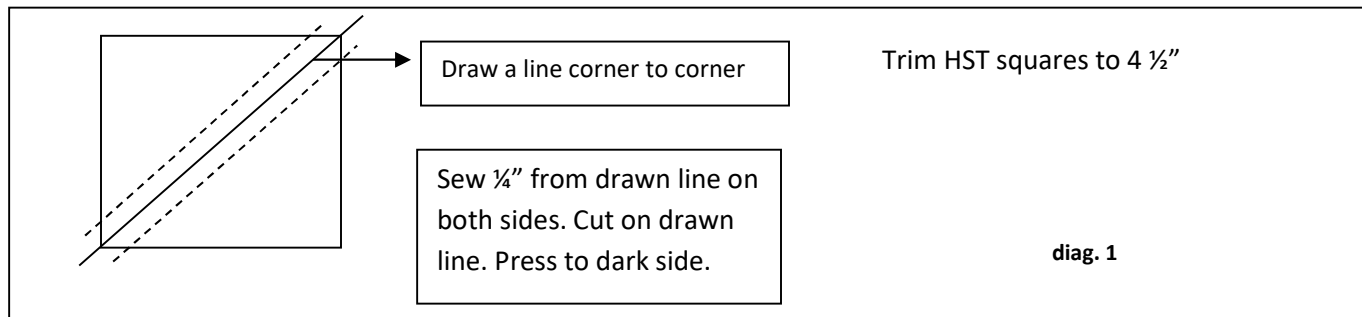 Draw a line corner to corner
Trim HST squares to 4 ½”
Sew ¼” from drawn line on
both sides. Cut on drawn
line. Press to dark side.
diag. 1